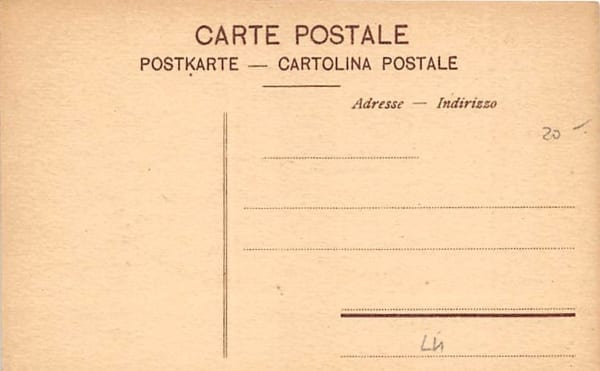 CARTE POSTALE
POSTKARTE — CARTOLINA POSTALE
Adresse — Indirizzo
20